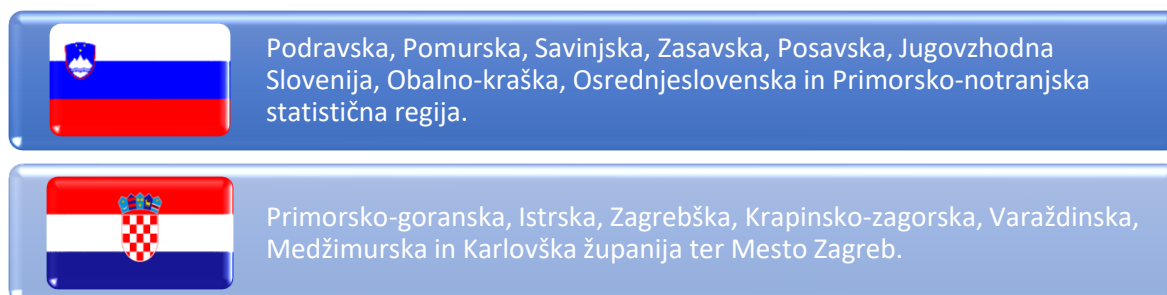 Podravska, Pomurska, Savinjska, Zasavska, Posavska, Jugovzhodna
Slovenija, Obalno-kraška, Osrednjeslovenska in Primorsko-notranjska
statistična regija.
Primorsko-goranska, Istrska, Zagrebška, Krapinsko-zagorska, Varaždinska,
Medžimurska in Karlovška županija ter Mesto Zagreb.